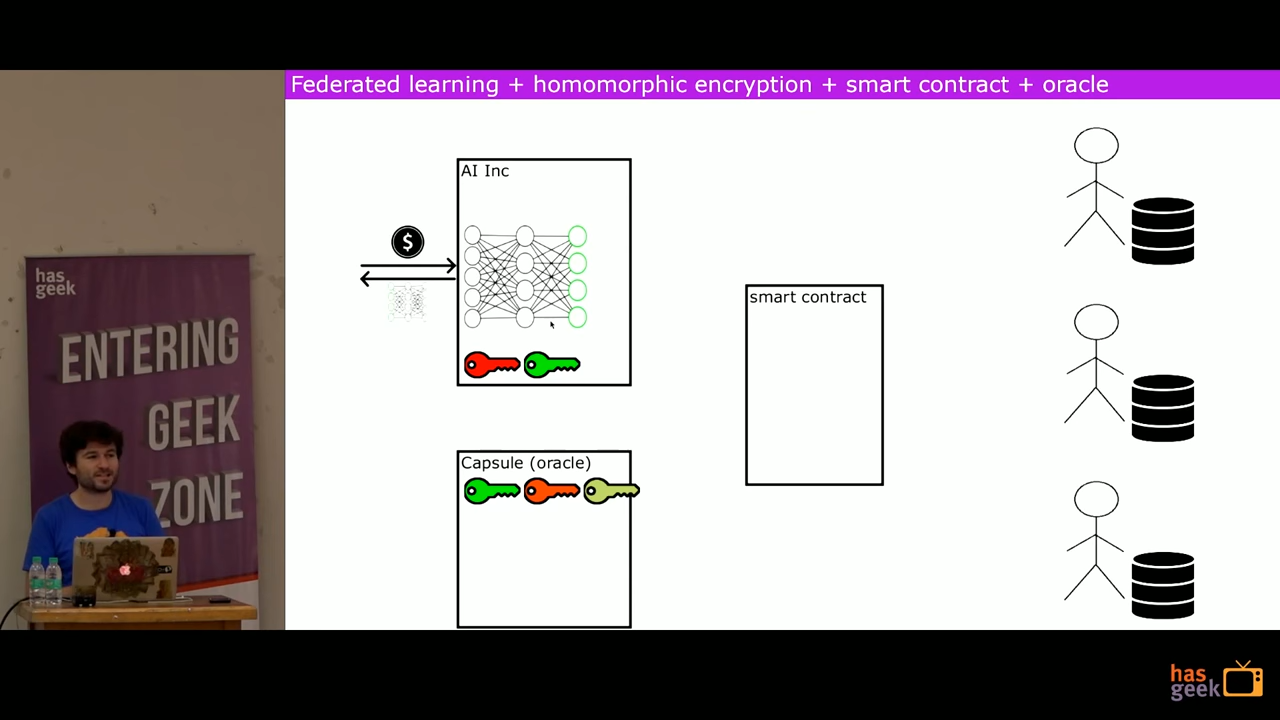 Federated learning + homomorphic encryption + smart contract + oracle
AI Inc
$
smart contract
Capsule (oracle)
has
geek
ENTERING
GEEK
ZONE
has
geek